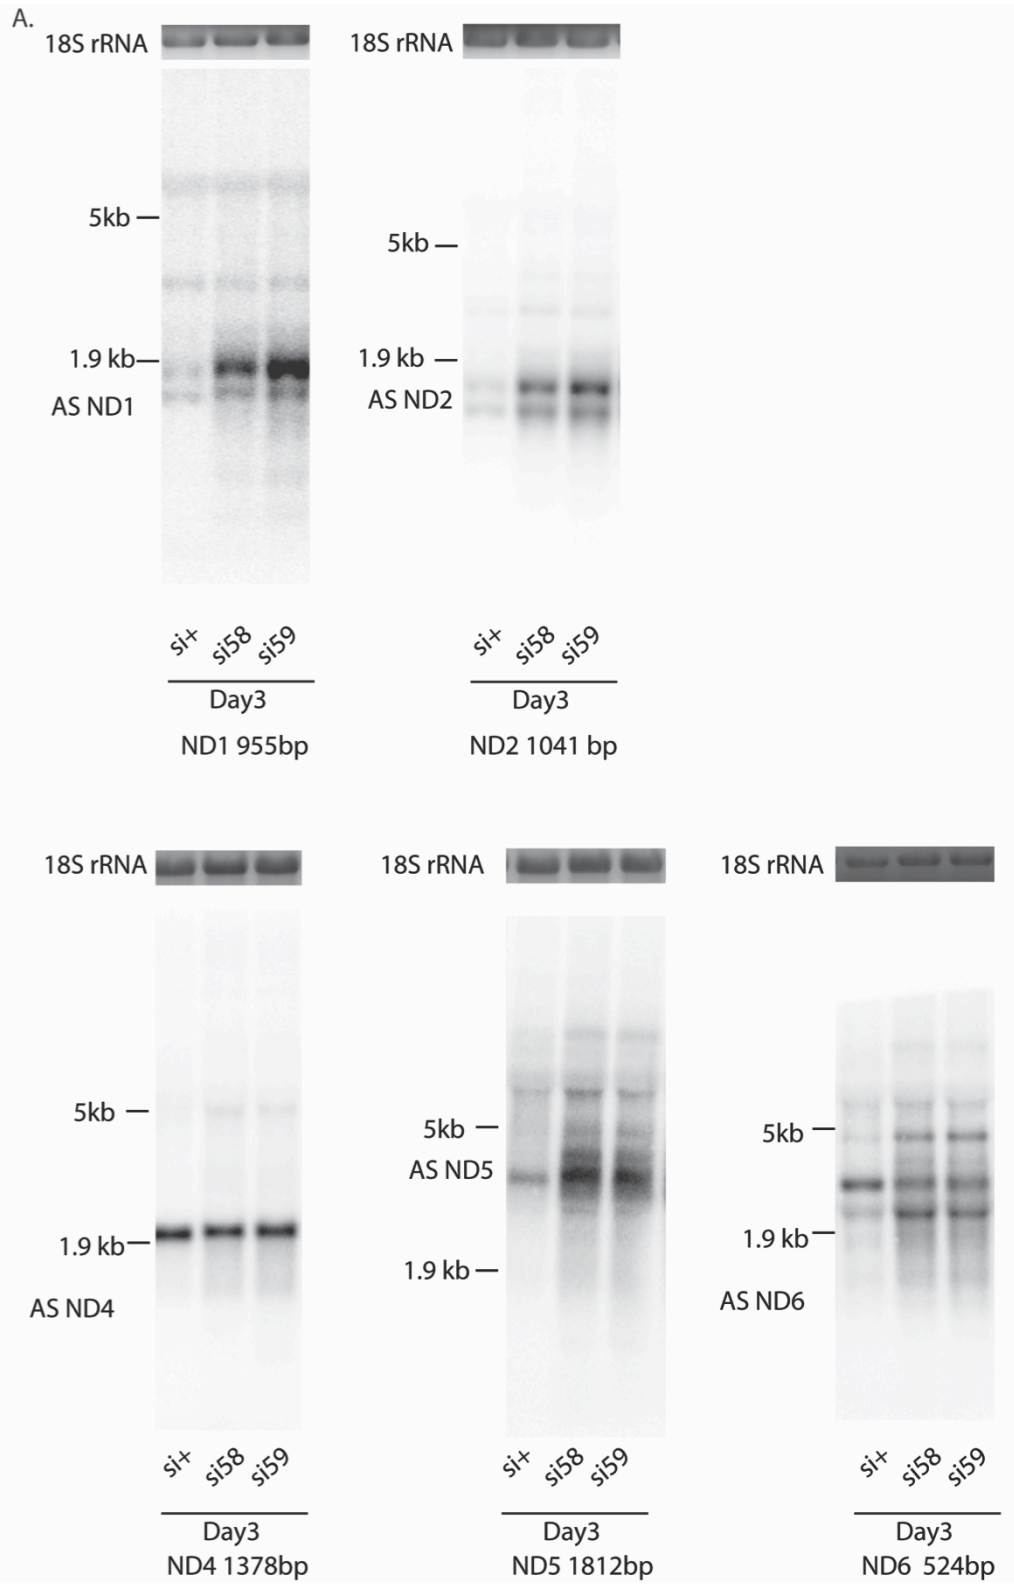 A.
18S rRNA
5kb
1.9 kb
AS ND1
si+ si58 si59
Day3
ND1 955bp
18S rRNA
5kb
1.9 kb
AS ND2
si+ si58 si59
Day3
ND2 1041 bp
18S rRNA
5kb
1.9 kb
AS ND4
si+ si58 si59
Day3
ND4 1378bp
18S rRNA
5kb
AS ND5
1.9 kb
si+ si58 si59
Day3
ND5 1812bp
18S rRNA
5kb
1.9 kb
AS ND6
si+ si58 si59
Day3
ND6 524bp